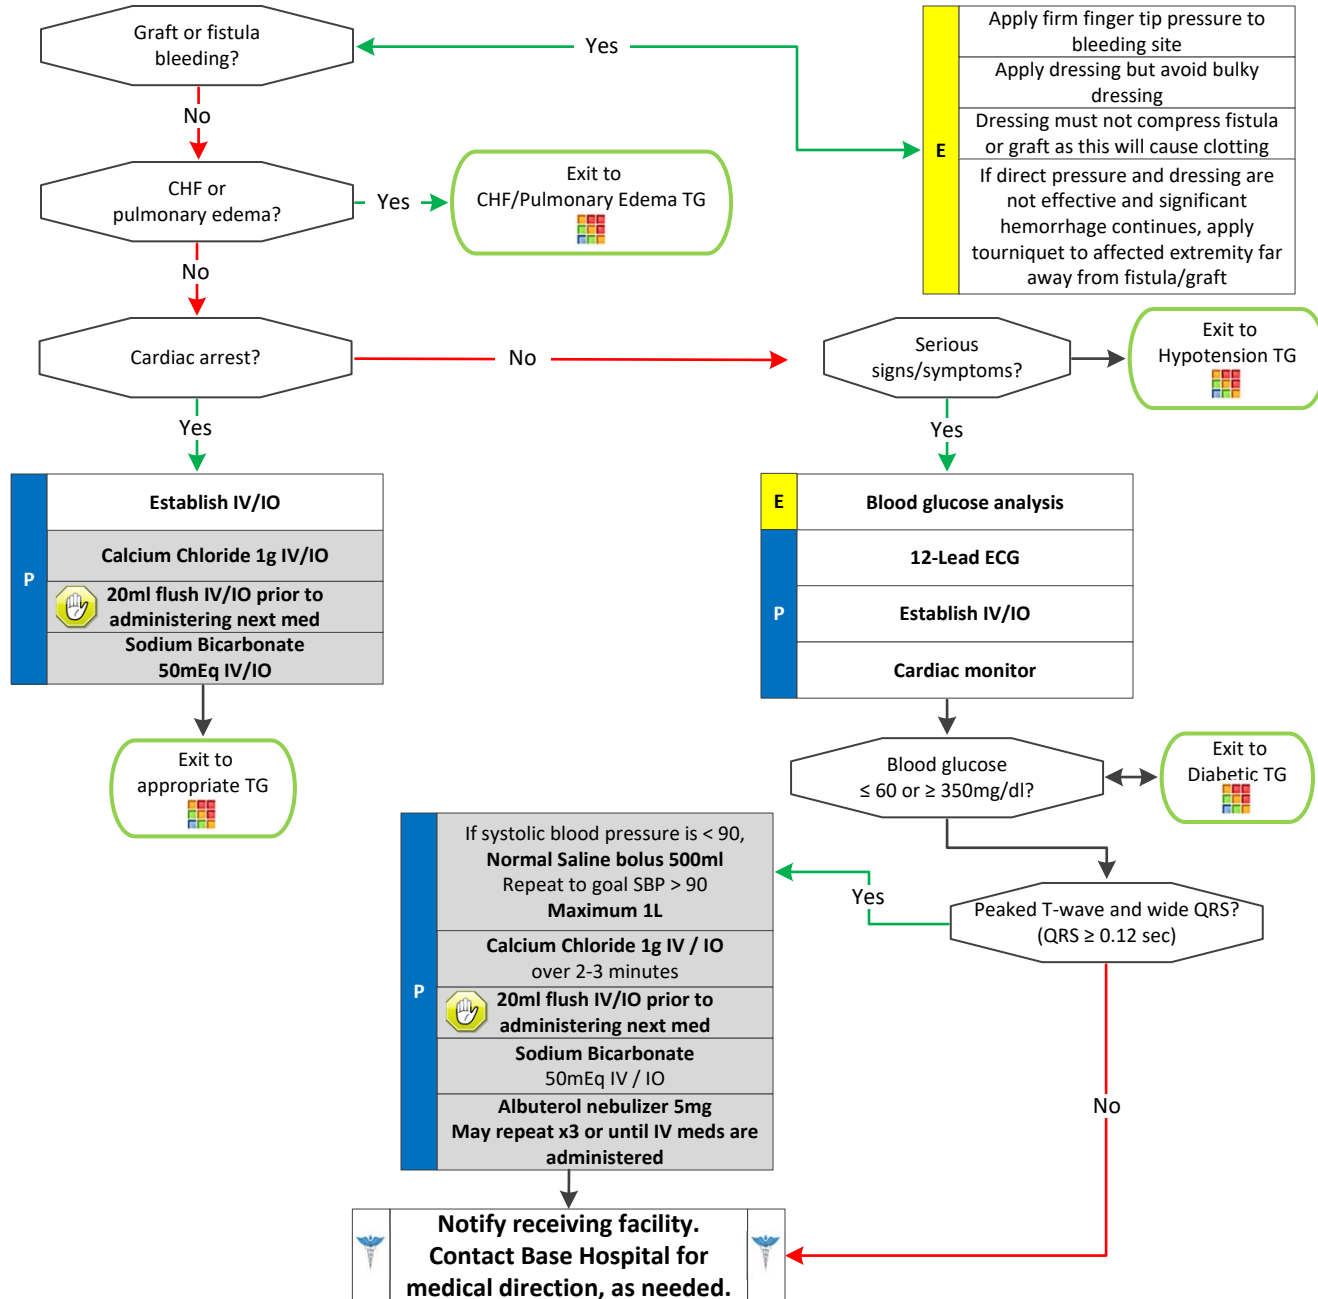 Graft or fistula
bleeding?
Yes
Apply firm finger tip pressure to
bleeding site
Apply dressing but avoid bulky
dressing
Dressing must not compress fistula
or graft as this will cause clotting
E
If direct pressure and dressing are
not effective and significant
hemorrhage continues, apply
tourniquet to affected extremity far
away from fistula/graft
No
CHF or
pulmonary edema?
Yes
Exit to
CHF/Pulmonary Edema TG
No
Cardiac arrest?
No
Serious
signs/symptoms?
Exit to
Hypotension TG
Yes
Yes
P
Establish IV/IO
Calcium Chloride 1g IV/IO
20ml flush IV/IO prior to
administering next med
Sodium Bicarbonate
50mEq IV/IO
Exit to
appropriate TG
E
Blood glucose analysis
P
12-Lead ECG
Establish IV/IO
Cardiac monitor
Blood glucose
≤ 60 or ≥ 350mg/dl?
Exit to
Diabetic TG
Peaked T-wave and wide QRS?
(QRS ≥ 0.12 sec)
Yes
P
If systolic blood pressure is < 90,
Normal Saline bolus 500ml
Repeat to goal SBP > 90
Maximum 1L
Calcium Chloride 1g IV / IO
over 2-3 minutes
20ml flush IV/IO prior to
administering next med
Sodium Bicarbonate
50mEq IV / IO
Albuterol nebulizer 5mg
May repeat x3 or until IV meds are
administered
No
Notify receiving facility.
Contact Base Hospital for
medical direction, as needed.